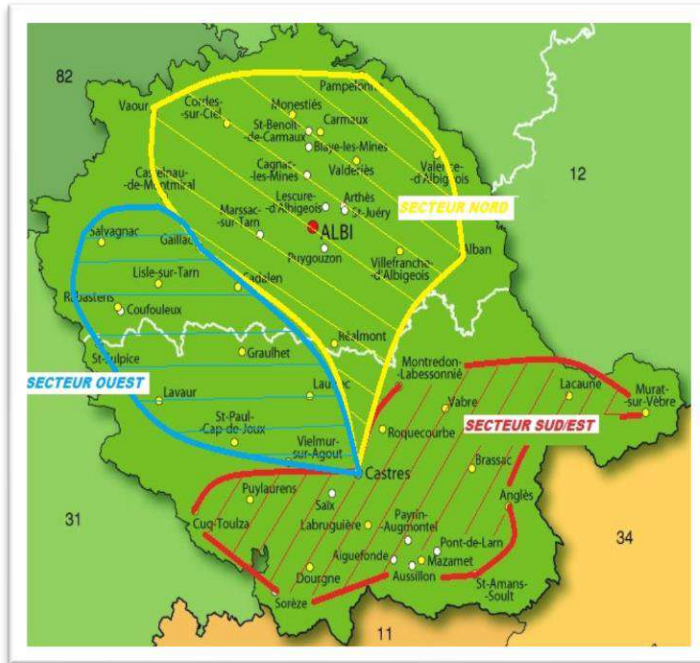 82
Pampelonn
Cordes-
sur-Ciel
Monestiés
Vaour
St-Benoît-
de-Carmaux
Carmaux
Blaye-les-Mines
Valderiès
Valence-
d'Albigeois
12
Cagnac-
les-Mines
Castelnau-
de-Montmiral
Lescure-
d'Albigeois
Arthès
St-Juéry
SECTEUR NORD
Marssac-
sur-Tarn
ALBI
Salvagnac
Gaillac
Puygouzon
Villefranche-
d'Albigeois
Alban
Lisle-sur-Tarn
Cadalen
Rabastens
Coufouleux
Réalmont
St-Sulpice
Graulhet
Montredon-
Labessonnié
SECTEUR OUEST
Lavaur
Lacaune
Murat-
sur-Vèbre
Vabre
St-Paul-
Cap-de-Joux
Roquecourbe
SECTEUR SUD/EST
Vielmur-
sur-Agout
Castres
Brassac
Puylaurens
Saïx
Anglès
31
Cuq-Toulza
Labruguière
Payrin-
Augmontel
34
Aiguefonde
Pont-de-Larn
Mazamet
Dourgne
Aussillon
St-Amans-
Soult
Sorèze
11